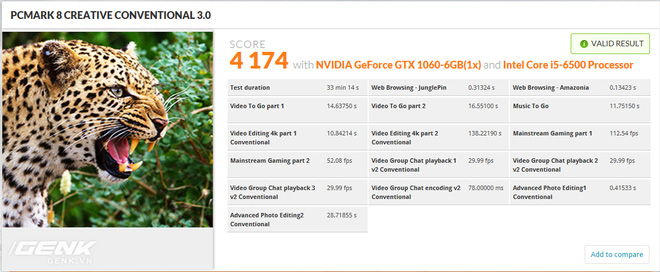 PCMARK 8 CREATIVE CONVENTIONAL 3.0
SCORE
VALID RESULT
4 174 with NVIDIA GeForce GTX 1060-6GB(1x) and Intel Core i5-6500 Processor
Test duration 33 min 14 s Web Browsing - JunglePin 0.31324 s Web Browsing - Amazonia 0.13423 s
Video To Go part 1 14.63750 s Video To Go part 2 16.55100 s Music To Go 11.75150 s
Video Editing 4k part 1 10.84214 s Video Editing 4k part 2 138.22190 s Mainstream Gaming part 1 112.54 fps
Conventional Conventional
Mainstream Gaming part 2 52.08 fps Video Group Chat playback 1 29.99 fps Video Group Chat playback 2 29.99 fps
v2 Conventional v2 Conventional
Video Group Chat playback 3 29.99 fps Video Group Chat encoding v2 78.00000 ms Advanced Photo Editing1 0.41533 s
v2 Conventional Conventional Conventional
Advanced Photo Editing2 28.71855 s
Conventional
GENK
GENK.VN
Add to compare